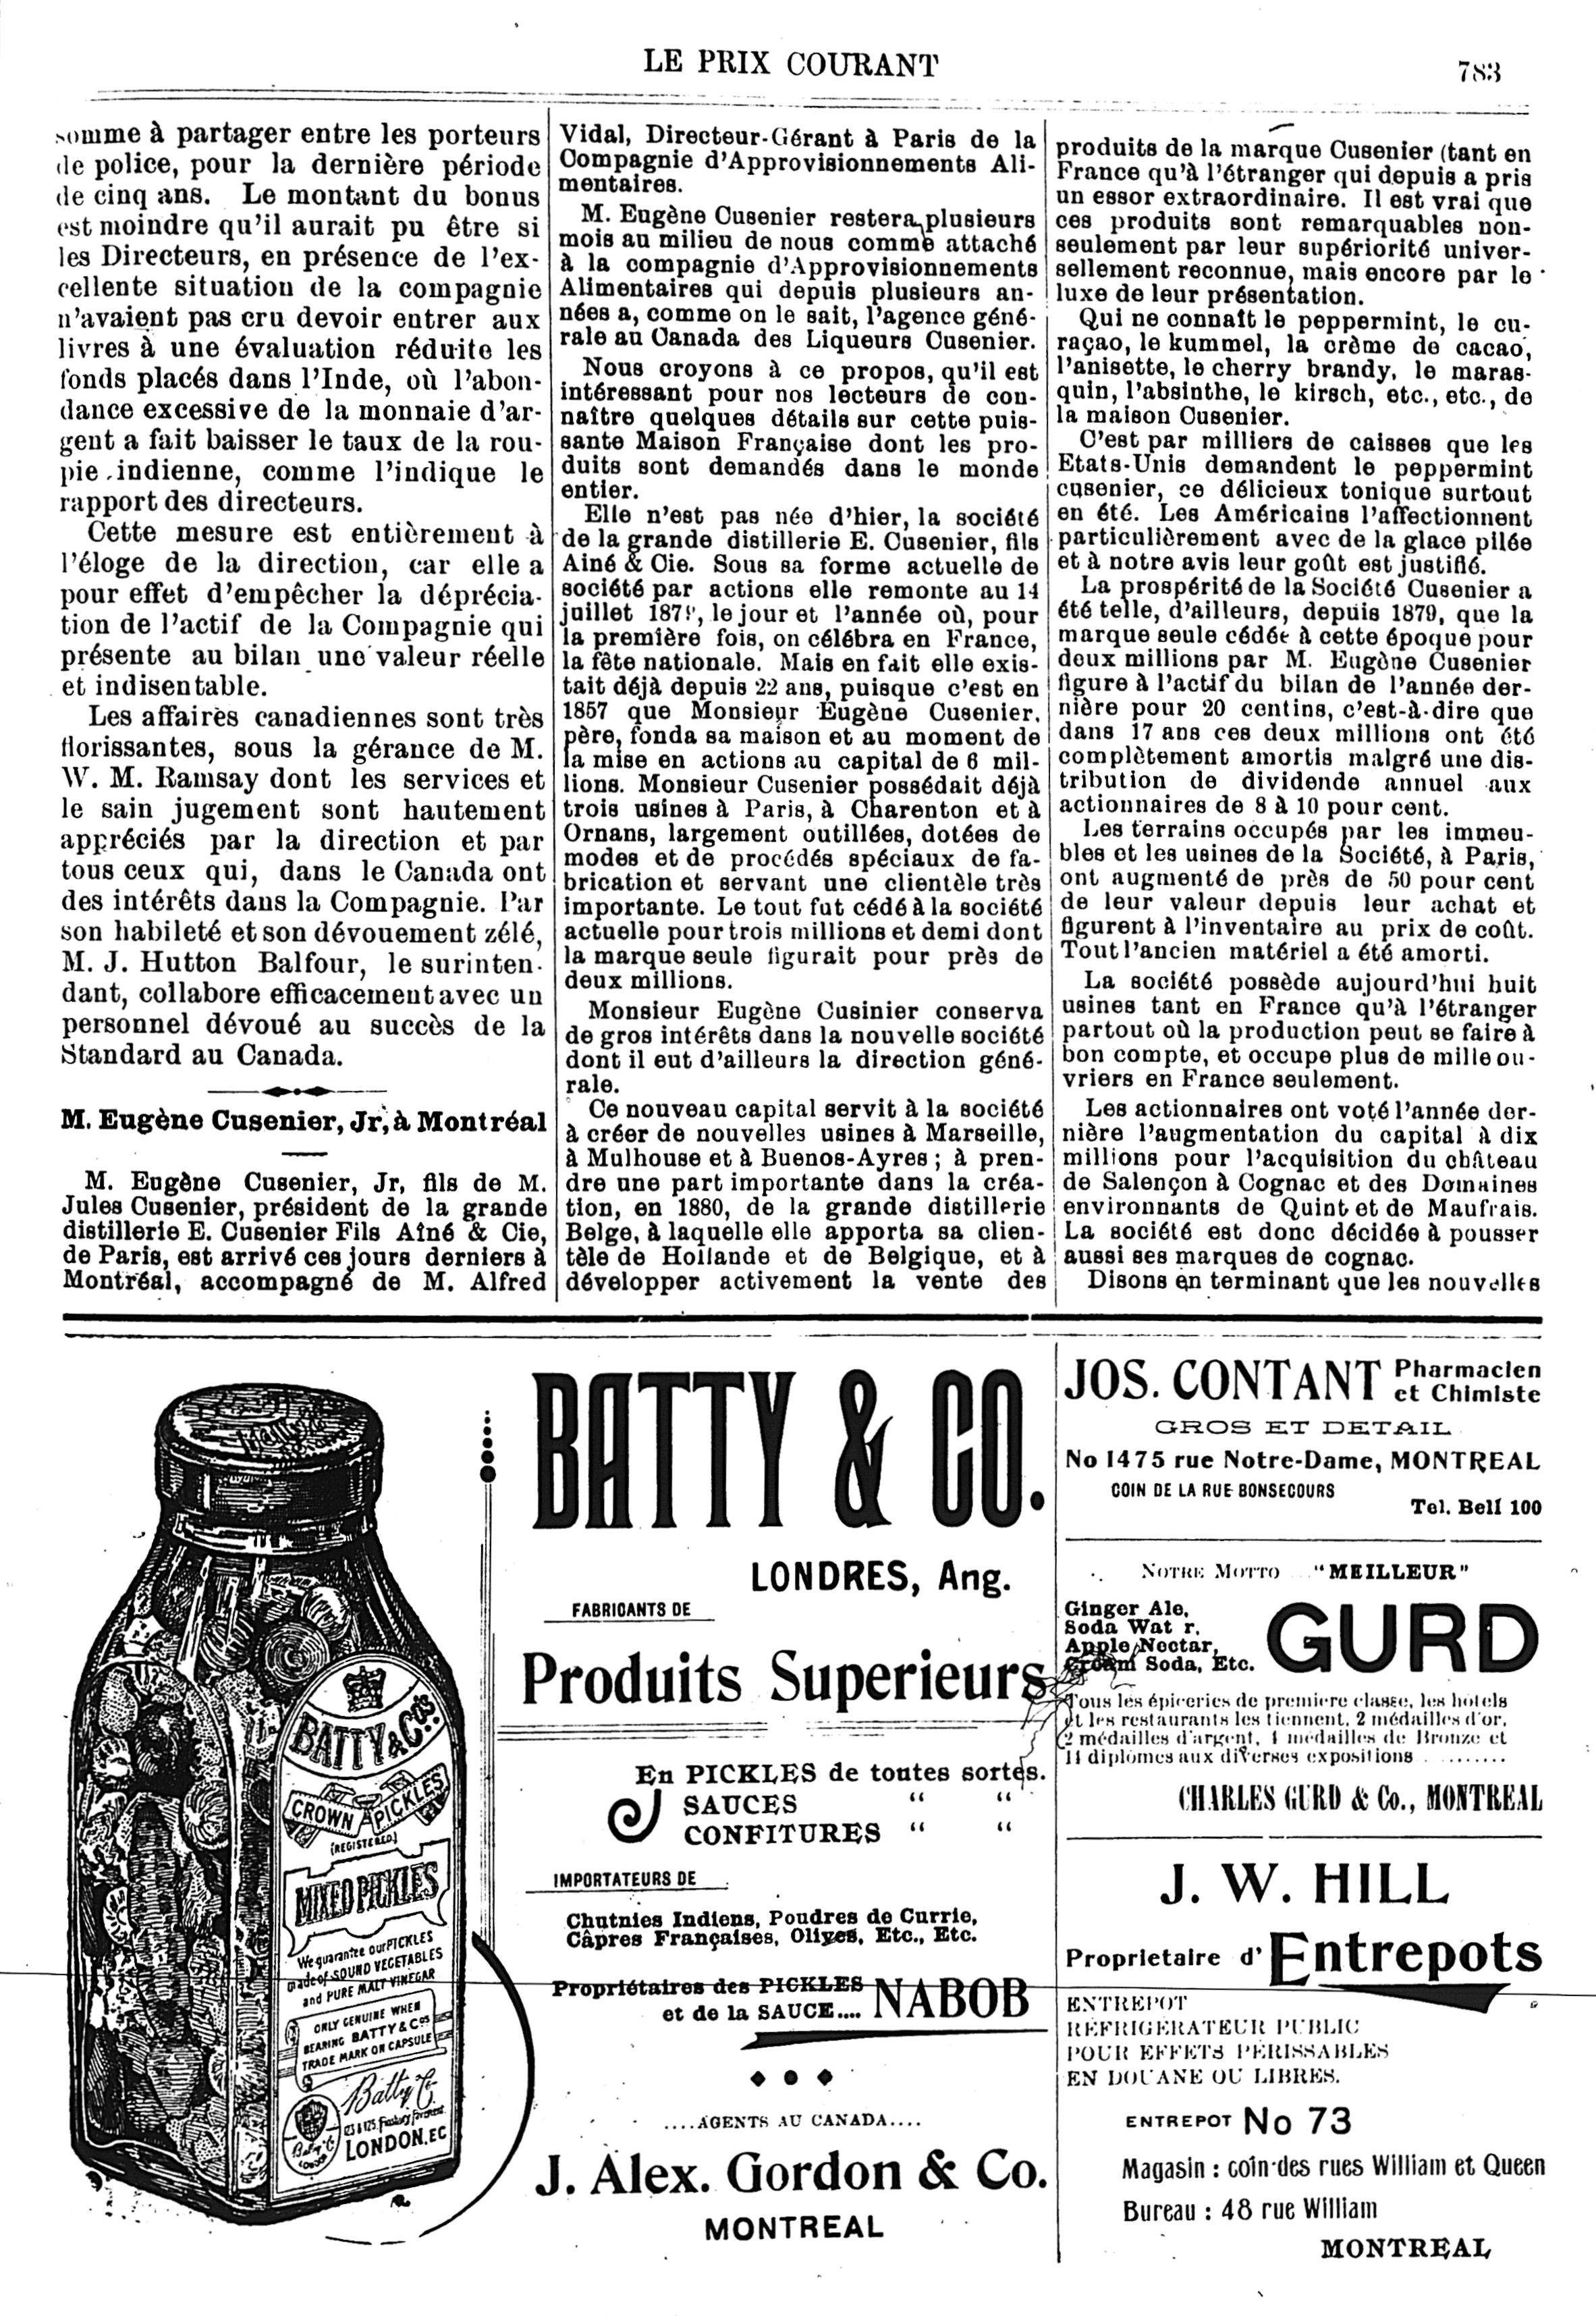 LE PRIX COURANT
783
somme à partager entre les porteurs
de police, pour la dernière période
de cinq ans. Le montant du bonus
est moindre qu'il aurait pu être si
les Directeurs, en présence de l'ex-
cellente situation de la compagnie
n'avaient pas cru devoir entrer aux
livres à une évaluation réduite les
fonds placés dans l'Inde, où l'abon-
dance excessive de la monnaie d'ar-
gent a fait baisser le taux de la rou-
pie indienne, comme l'indique le
rapport des directeurs.
Cette mesure est entièrement à
l'éloge de la direction, car elle a
pour effet d'empêcher la déprécia-
tion de l'actif de la Compagnie qui
présente au bilan une valeur réelle
et indisentable.
Les affaires canadiennes sont très
florissantes, sous la gérance de M.
W. M. Ramsay dont les services et
le sain jugement sont hautement
appréciés par la direction et par
tous ceux qui, dans le Canada ont
des intérêts dans la Compagnie. Par
son habileté et son dévouement zélé,
M. J. Hutton Balfour, le surinten-
dant, collabore efficacement avec un
personnel dévoué au succès de la
Standard au Canada.
M. Eugène Cusenier, Jr, à Montréal
M. Eugène Cusenier, Jr, fils de M.
Jules Cusenier, président de la grande
distillerie E. Cusenier Fils Aîné & Cie,
de Paris, est arrivé ces jours derniers à
Montréal, accompagné de M. Alfred
Vidal, Directeur-Gérant à Paris de la
Compagnie d'Approvisionnements Ali-
mentaires.
M. Eugène Cusenier restera plusieurs
mois au milieu de nous comme attaché
à la compagnie d'Approvisionnements
Alimentaires qui depuis plusieurs an-
nées a, comme on le sait, l'agence géné-
rale au Canada des Liqueurs Cusenier.
Nous croyons à ce propos, qu'il est
intéressant pour nos lecteurs de con-
naître quelques détails sur cette puis-
sante Maison Française dont les pro-
duits sont demandés dans le monde
entier.
Elle n'est pas née d'hier, la société
de la grande distillerie E. Cusenier, fils
Ainé & Cie. Sous sa forme actuelle de
société par actions elle remonte au 14
juillet 1879, le jour et l'année où, pour
la première fois, on célébra en France,
la fête nationale. Mais en fait elle exis-
tait déjà depuis 22 ans, puisque c'est en
1857 que Monsieur Eugène Cusenier,
père, fonda sa maison et au moment de
la mise en actions au capital de 6 mil-
lions. Monsieur Cusenier possédait déjà
trois usines à Paris, à Charenton et à
Ornans, largement outillées, dotées de
modes et de procédés spéciaux de fa-
brication et servant une clientèle très
importante. Le tout fut cédé à la société
actuelle pour trois millions et demi dont
la marque seule figurait pour près de
deux millions.
Monsieur Eugène Cusinier conserva
de gros intérêts dans la nouvelle société
dont il eut d'ailleurs la direction géné-
rale.
Ce nouveau capital servit à la société
à créer de nouvelles usines à Marseille,
à Mulhouse et à Buenos-Ayres ; à pren-
dre une part importante dans la créa-
tion, en 1880, de la grande distillerie
Belge, à laquelle elle apporta sa clien-
tèle de Hollande et de Belgique, et à
développer activement la vente des
produits de la marque Cusenier (tant en
France qu'à l'étranger qui depuis a pris
un essor extraordinaire. Il est vrai que
ces produits sont remarquables non-
seulement par leur supériorité univer-
sellement reconnue, mais encore par le
luxe de leur présentation.
Qui ne connaît le peppermint, le cu-
raçao, le kummel, la crème de cacao,
l'anisette, le cherry brandy, le maras-
quin, l'absinthe, le kirsch, etc., etc., de
la maison Cusenier.
C'est par milliers de caisses que les
Etats-Unis demandent le peppermint
cusenier, ce délicieux tonique surtout
en été. Les Américains l'affectionnent
particulièrement avec de la glace pilée
et à notre avis leur goût est justifié.
La prospérité de la Société Cusenier a
été telle, d'ailleurs, depuis 1879, que la
marque seule cédée à cette époque pour
deux millions par M. Eugène Cusenier
figure à l'actif du bilan de l'année der-
nière pour 20 centins, c'est-à-dire que
dans 17 ans ces deux millions ont été
complètement amortis malgré une dis-
tribution de dividende annuel aux
actionnaires de 8 à 10 pour cent.
Les terrains occupés par les immeu-
bles et les usines de la Société, à Paris,
ont augmenté de près de 50 pour cent
de leur valeur depuis leur achat et
figurent à l'inventaire au prix de coût.
Tout l'ancien matériel a été amorti.
La société possède aujourd'hui huit
usines tant en France qu'à l'étranger
partout où la production peut se faire à
bon compte, et occupe plus de mille ou-
vriers en France seulement.
Les actionnaires ont voté l'année der-
nière l'augmentation du capital à dix
millions pour l'acquisition du château
de Salençon à Cognac et des Domaines
environnants de Quint et de Maufrais.
La société est donc décidée à pousser
aussi ses marques de cognac.
Disons en terminant que les nouvelles
BATTY & Cos.
CROWN PICKLES
(REGISTERED)
MIXED PICKLES
We guarantee our PICKLES
made of SOUND VEGETABLES
and PURE MALT VINEGAR
ONLY GENUINE WHEN
BEARING BATTY & Cos
TRADE MARK ON CAPSULE
Batty & Co
123 & 125, Finsbury Pavement
LONDON, EC
BATTY & CO.
LONDRES, Ang.
FABRICANTS DE
Produits Superieurs
En PICKLES de toutes sortes.
SAUCES “ “
CONFITURES “ “
IMPORTATEURS DE
Chutnies Indiens, Poudres de Currie,
Câpres Françaises, Olives, Etc., Etc.
Propriétaires des PICKLES
et de la SAUCE.... NABOB
....AGENTS AU CANADA....
J. Alex. Gordon & Co.
MONTREAL
JOS. CONTANT Pharmacien
et Chimiste
GROS ET DETAIL
No 1475 rue Notre-Dame, MONTREAL
COIN DE LA RUE BONSECOURS
Tel. Bell 100
NOTRE MOTTO "MEILLEUR"
Ginger Ale,
Soda Wat r,
Apple Nectar,
Cream Soda, Etc.
GURD
Tous les épiceries de premiere classe, les hotels
et les restaurants les tiennent, 2 médailles d'or,
2 médailles d'argent, 4 médailles de Bronze et
14 diplomes aux diverses expositions ........
CHARLES GURD & Co., MONTREAL
J. W. HILL
Proprietaire d'Entrepots
ENTREPOT
REFRIGERATEUR PUBLIC
POUR EFFETS PERISSABLES
EN DOUANE OU LIBRES.
ENTREPOT No 73
Magasin : coin des rues William et Queen
Bureau : 48 rue William
MONTREAL